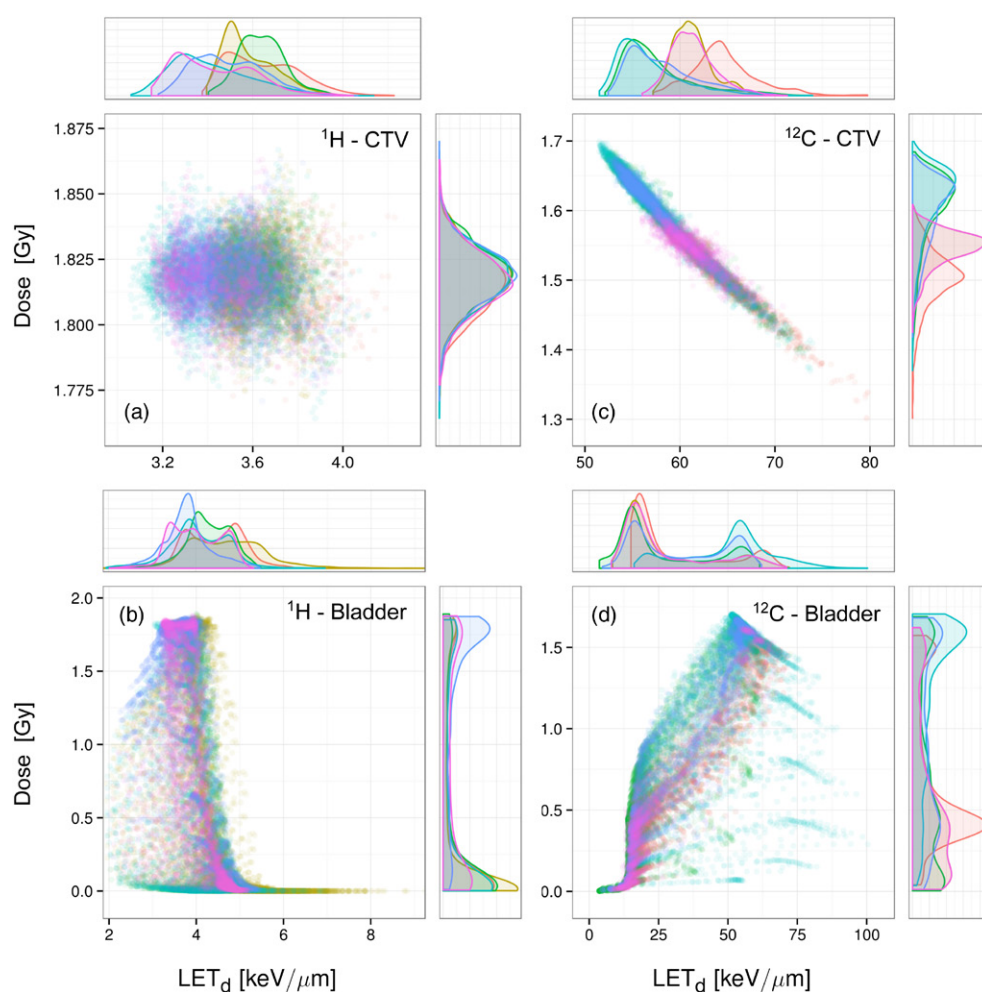 ¹H - CTV
(a)
Dose [Gy]
1.875
1.850
1.825
1.800
1.775
3.2 3.6 4.0
¹²C - CTV
(c)
1.7
1.6
1.5
1.4
1.3
50 60 70 80
(b)
¹H - Bladder
Dose [Gy]
2.0
1.5
1.0
0.5
0.0
2 4 6 8
LET_d [keV/μm]
¹²C - Bladder
(d)
1.5
1.0
0.5
0.0
0 25 50 75 100
LET_d [keV/μm]